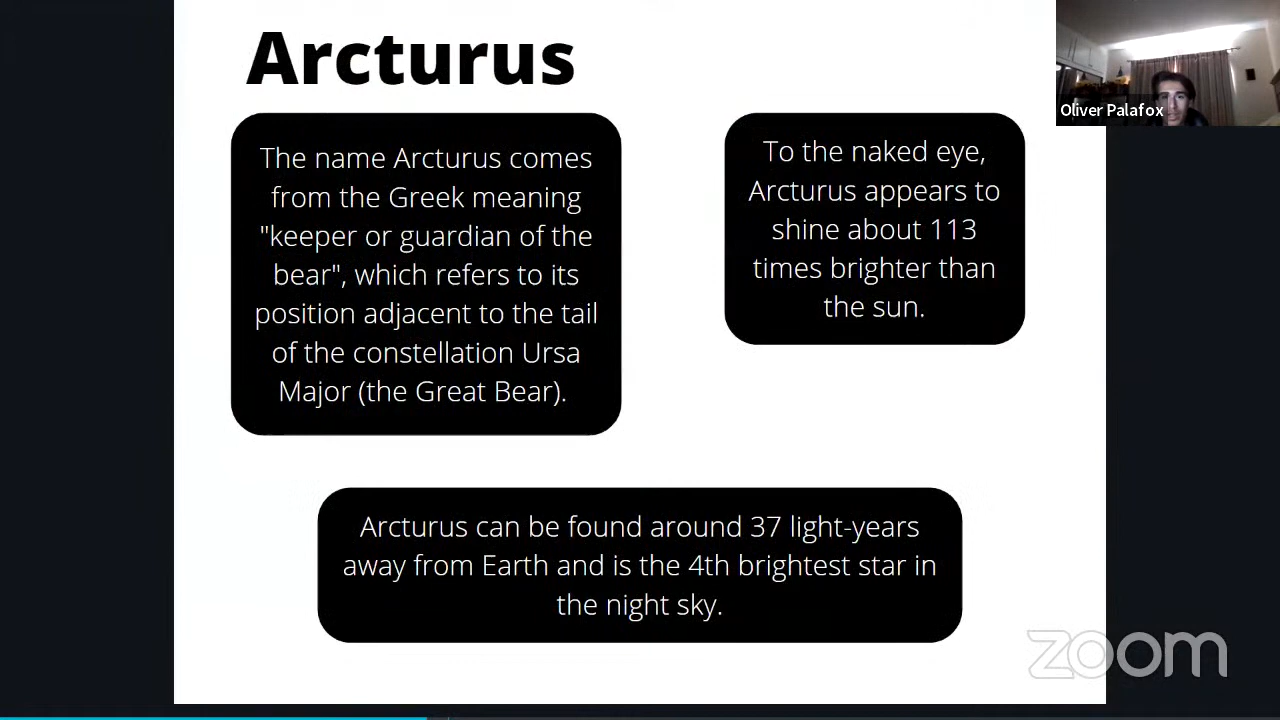 Arcturus
The name Arcturus comes
from the Greek meaning
"keeper or guardian of the
bear", which refers to its
position adjacent to the tail
of the constellation Ursa
Major (the Great Bear).
To the naked eye,
Arcturus appears to
shine about 113
times brighter than
the sun.
Arcturus can be found around 37 light-years
away from Earth and is the 4th brightest star in
the night sky.
Oliver Palafox
zoom